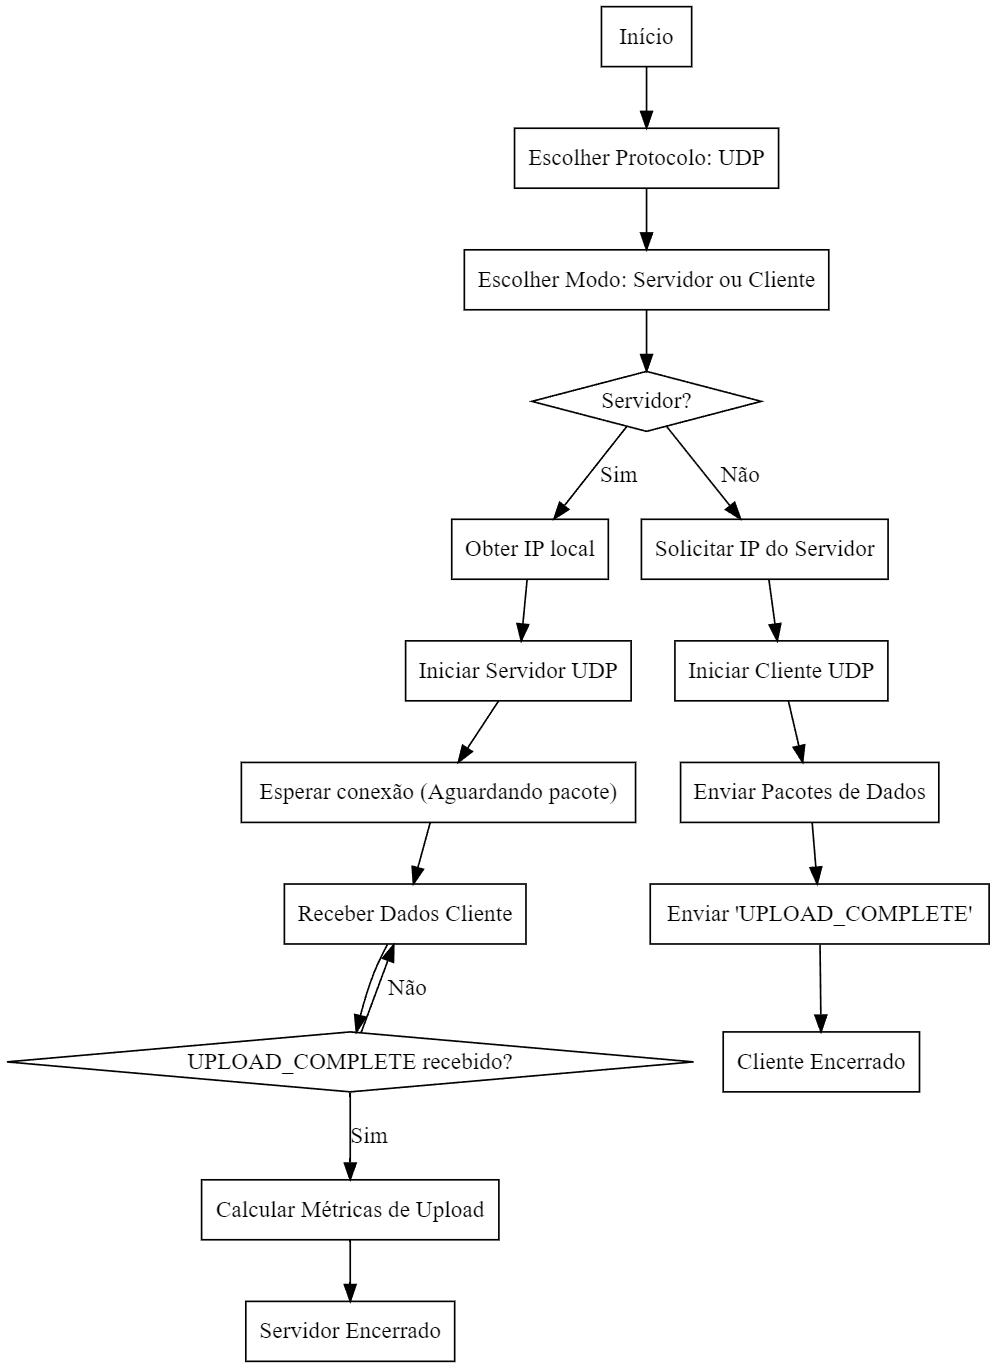 Início
Escolher Protocolo: UDP
Escolher Modo: Servidor ou Cliente
Servidor?
Sim
Não
Obter IP local
Solicitar IP do Servidor
Iniciar Servidor UDP
Iniciar Cliente UDP
Esperar conexão (Aguardando pacote)
Enviar Pacotes de Dados
Receber Dados Cliente
Enviar 'UPLOAD_COMPLETE'
Não
UPLOAD_COMPLETE recebido?
Cliente Encerrado
Sim
Calcular Métricas de Upload
Servidor Encerrado